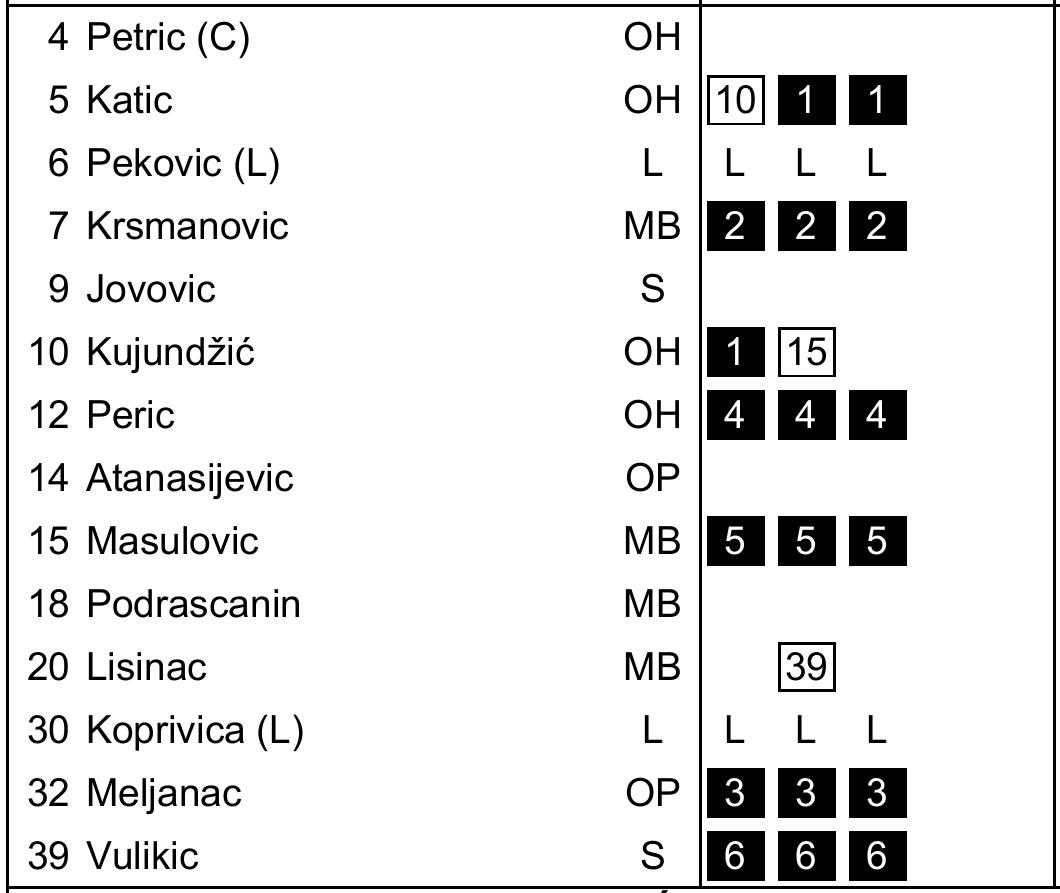 4 Petric (C) OH
5 Katic OH 10 1 1
6 Pekovic (L) L L L L
7 Krsmanovic MB 2 2 2
9 Jovovic S
10 Kujundžić OH 1 15
12 Peric OH 4 4 4
14 Atanasijevic OP
15 Masulovic MB 5 5 5
18 Podrascanin MB
20 Lisinac MB 39
30 Koprivica (L) L L L L
32 Meljanac OP 3 3 3
39 Vulikic S 6 6 6